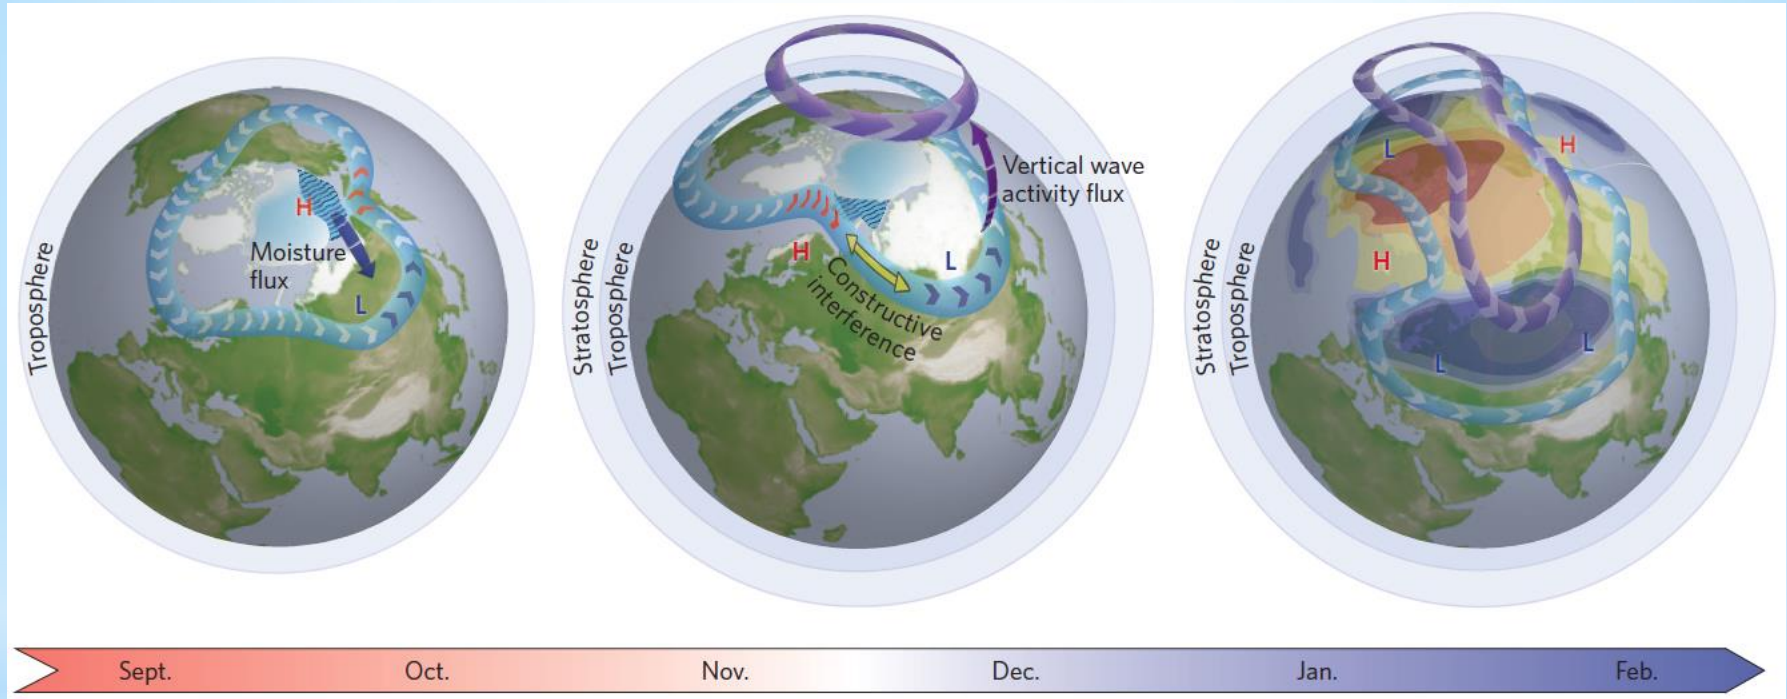 Troposphere
H
Moisture
flux
L
Stratosphere
Troposphere
H
Constructive
interference
L
Vertical wave
activity flux
Stratosphere
Troposphere
L
H
H
L
L
Sept. Oct. Nov. Dec. Jan. Feb.